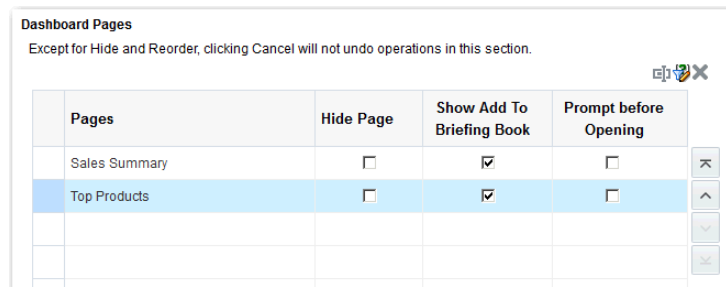 Dashboard Pages
Except for Hide and Reorder, clicking Cancel will not undo operations in this section.
Pages Hide Page Show Add To Briefing Book Prompt before Opening
Sales Summary
Top Products